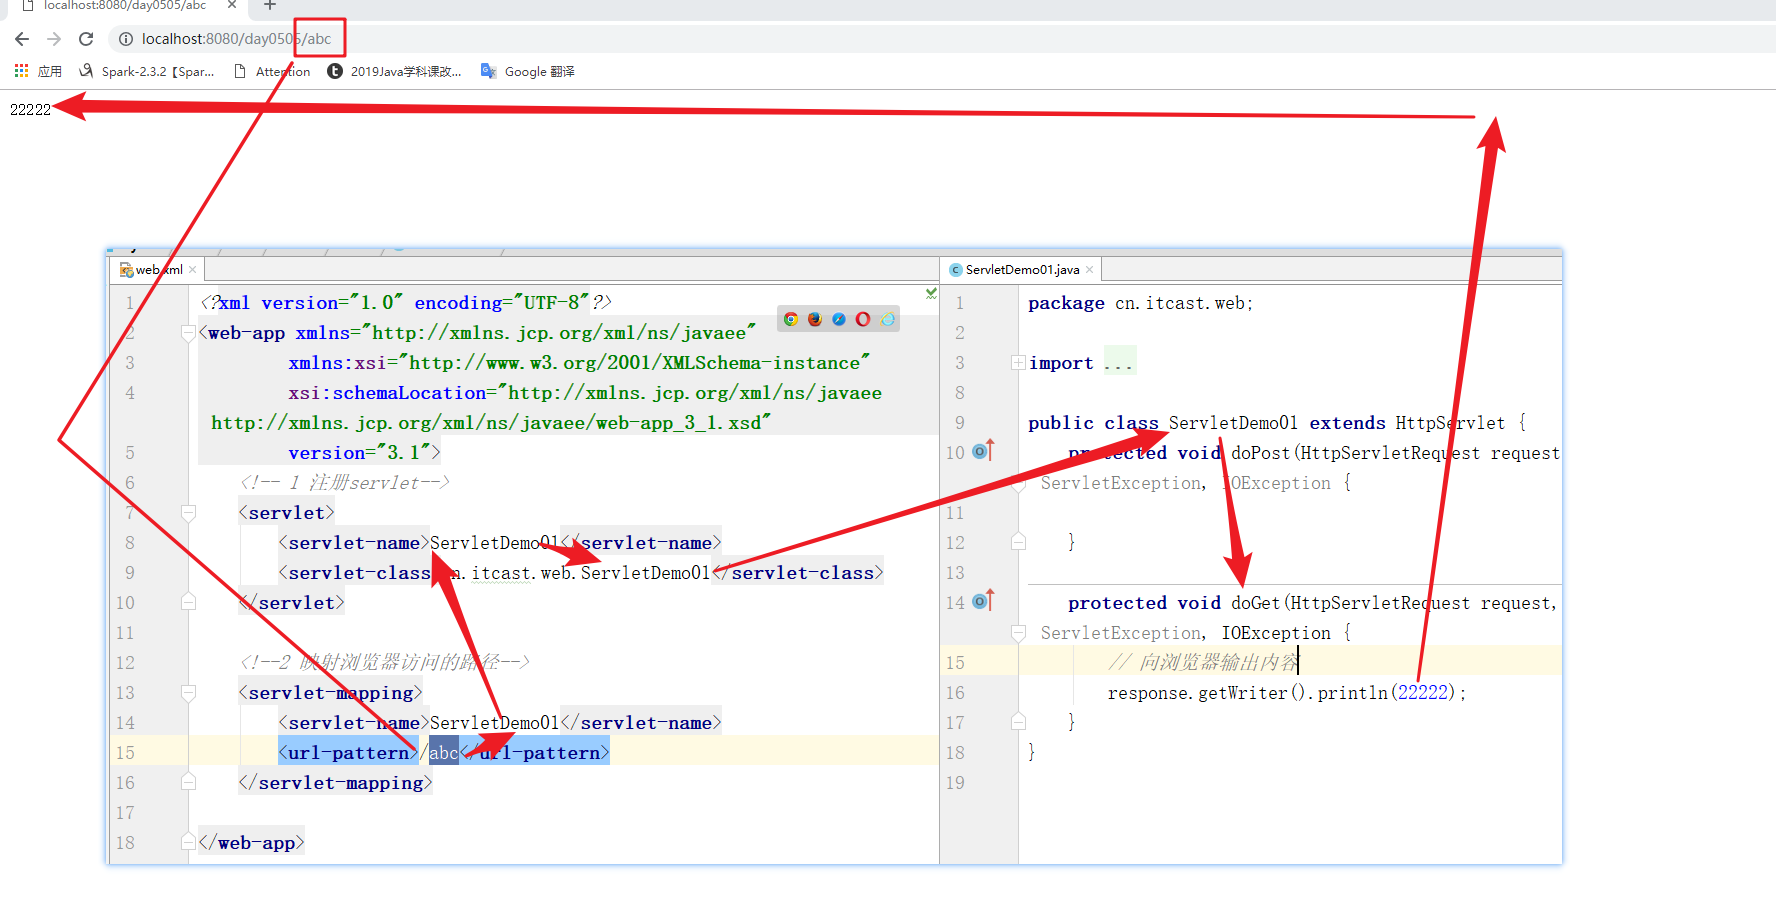 localhost:8080/day0505/abc
localhost:8080/day0505/abc
应用 Spark-2.3.2【Spar... Attention 2019Java学科课改... Google 翻译
22222
web.xml
1 <?xml version="1.0" encoding="UTF-8"?>
2 <web-app xmlns="http://xmlns.jcp.org/xml/ns/javaee"
3 xmlns:xsi="http://www.w3.org/2001/XMLSchema-instance"
4 xsi:schemaLocation="http://xmlns.jcp.org/xml/ns/javaee
http://xmlns.jcp.org/xml/ns/javaee/web-app_3_1.xsd"
5 version="3.1">
6 <!-- 1 注册servlet-->
7 <servlet>
8 <servlet-name>ServletDemo01</servlet-name>
9 <servlet-class>cn.itcast.web.ServletDemo01</servlet-class>
10 </servlet>
11
12 <!--2 映射浏览器访问的路径-->
13 <servlet-mapping>
14 <servlet-name>ServletDemo01</servlet-name>
15 <url-pattern>/abc</url-pattern>
16 </servlet-mapping>
17
18 </web-app>
ServletDemo01.java
1 package cn.itcast.web;
2
3 import ...
8
9 public class ServletDemo01 extends HttpServlet {
10 protected void doPost(HttpServletRequest request
ServletException, IOException {
11
12 }
13
14 protected void doGet(HttpServletRequest request,
ServletException, IOException {
15 // 向浏览器输出内容
16 response.getWriter().println(22222);
17 }
18 }
19